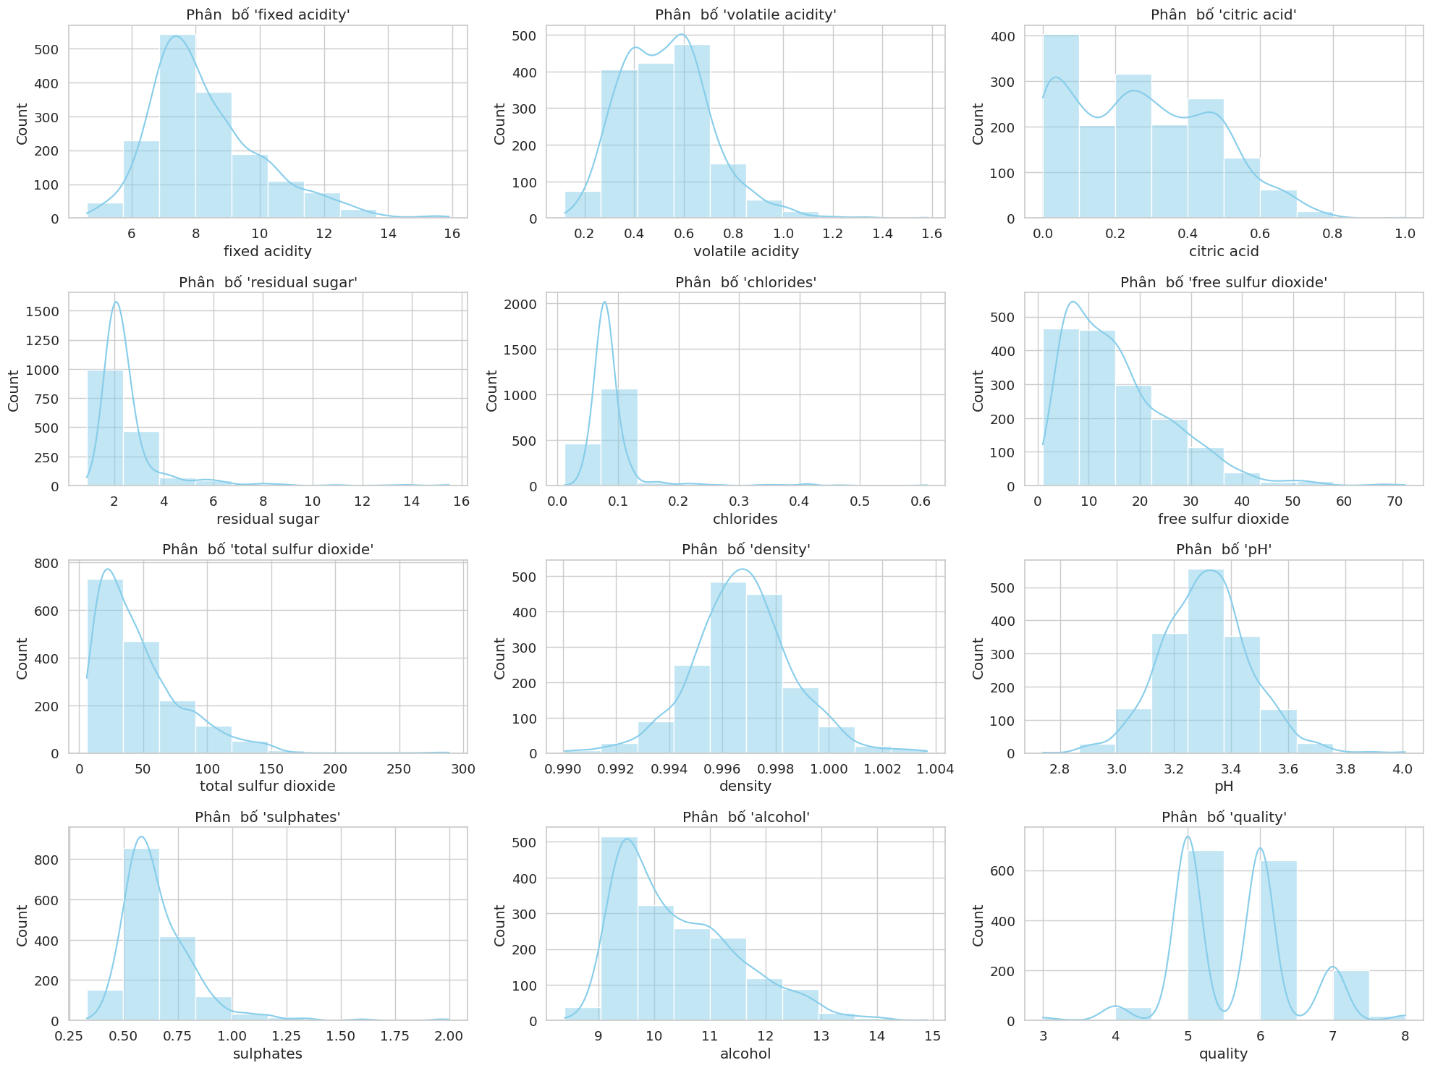 Phân  bố 'fixed acidity'
Count
500
400
300
200
100
0
6 8 10 12 14 16
fixed acidity
Phân  bố 'volatile acidity'
Count
500
400
300
200
100
0
0.2 0.4 0.6 0.8 1.0 1.2 1.4 1.6
volatile acidity
Phân  bố 'citric acid'
Count
400
300
200
100
0
0.0 0.2 0.4 0.6 0.8 1.0
citric acid
Phân  bố 'residual sugar'
Count
1500
1250
1000
750
500
250
0
2 4 6 8 10 12 14 16
residual sugar
Phân  bố 'chlorides'
Count
2000
1500
1000
500
0
0.0 0.1 0.2 0.3 0.4 0.5 0.6
chlorides
Phân  bố 'free sulfur dioxide'
Count
500
400
300
200
100
0
0 10 20 30 40 50 60 70
free sulfur dioxide
Phân  bố 'total sulfur dioxide'
Count
800
600
400
200
0
0 50 100 150 200 250 300
total sulfur dioxide
Phân  bố 'density'
Count
500
400
300
200
100
0
0.990 0.992 0.994 0.996 0.998 1.000 1.002 1.004
density
Phân  bố 'pH'
Count
500
400
300
200
100
0
2.8 3.0 3.2 3.4 3.6 3.8 4.0
pH
Phân  bố 'sulphates'
Count
800
600
400
200
0
0.25 0.50 0.75 1.00 1.25 1.50 1.75 2.00
sulphates
Phân  bố 'alcohol'
Count
500
400
300
200
100
0
9 10 11 12 13 14 15
alcohol
Phân  bố 'quality'
Count
600
400
200
0
3 4 5 6 7 8
quality